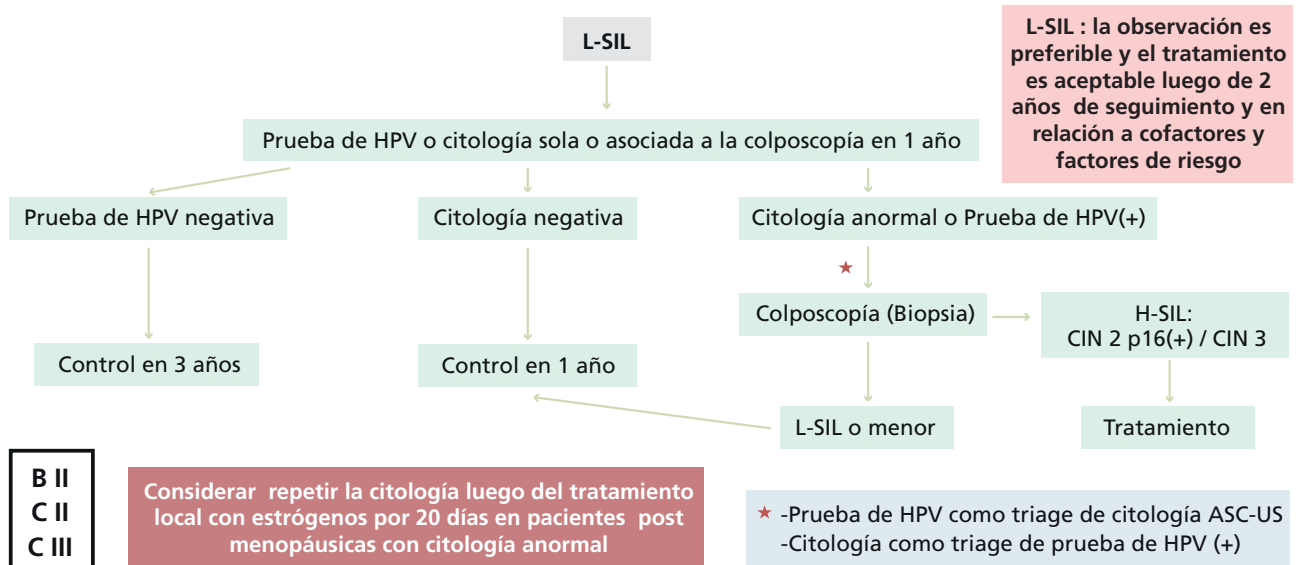 L-SIL
L-SIL : la observación es
preferible y el tratamiento
es aceptable luego de 2
años de seguimiento y en
relación a cofactores y
factores de riesgo
Prueba de HPV o citología sola o asociada a la colposcopía en 1 año
Prueba de HPV negativa
Citología negativa
Citología anormal o Prueba de HPV(+)
★
Colposcopía (Biopsia)
H-SIL:
CIN 2 p16(+) / CIN 3
Control en 3 años
Control en 1 año
L-SIL o menor
Tratamiento
B II
C II
C III
Considerar repetir la citología luego del tratamiento
local con estrógenos por 20 días en pacientes post
menopáusicas con citología anormal
★ -Prueba de HPV como triage de citología ASC-US
-Citología como triage de prueba de HPV (+)